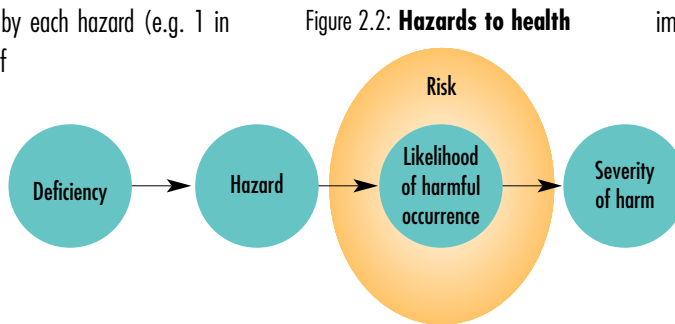 by each hazard (e.g. 1 in
f
Figure 2.2: Hazards to health
im
Risk
Deficiency
Hazard
Likelihood
of harmful
occurrence
Severity
of harm